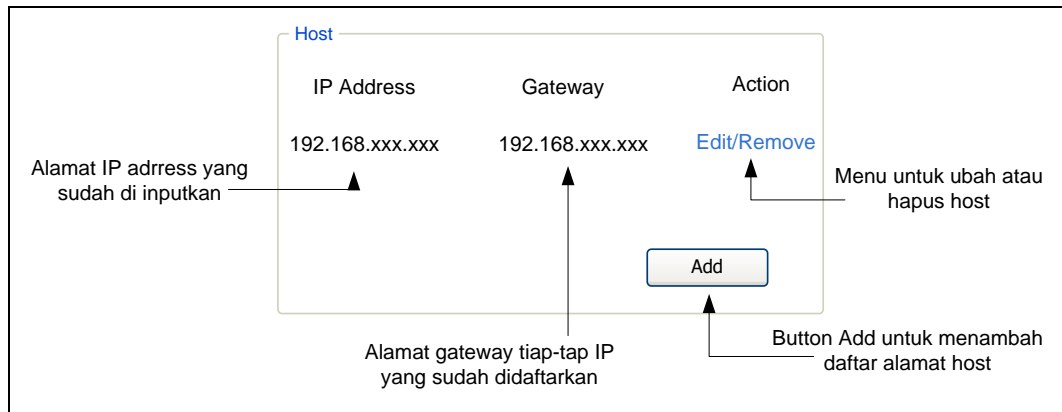 Host
IP Address
Gateway
Action
192.168.xxx.xxx
192.168.xxx.xxx
Edit/Remove
Alamat IP adrress yang
sudah di inputkan
Menu untuk ubah atau
hapus host
Add
Alamat gateway tiap-tap IP
yang sudah didaftarkan
Button Add untuk menambah
daftar alamat host